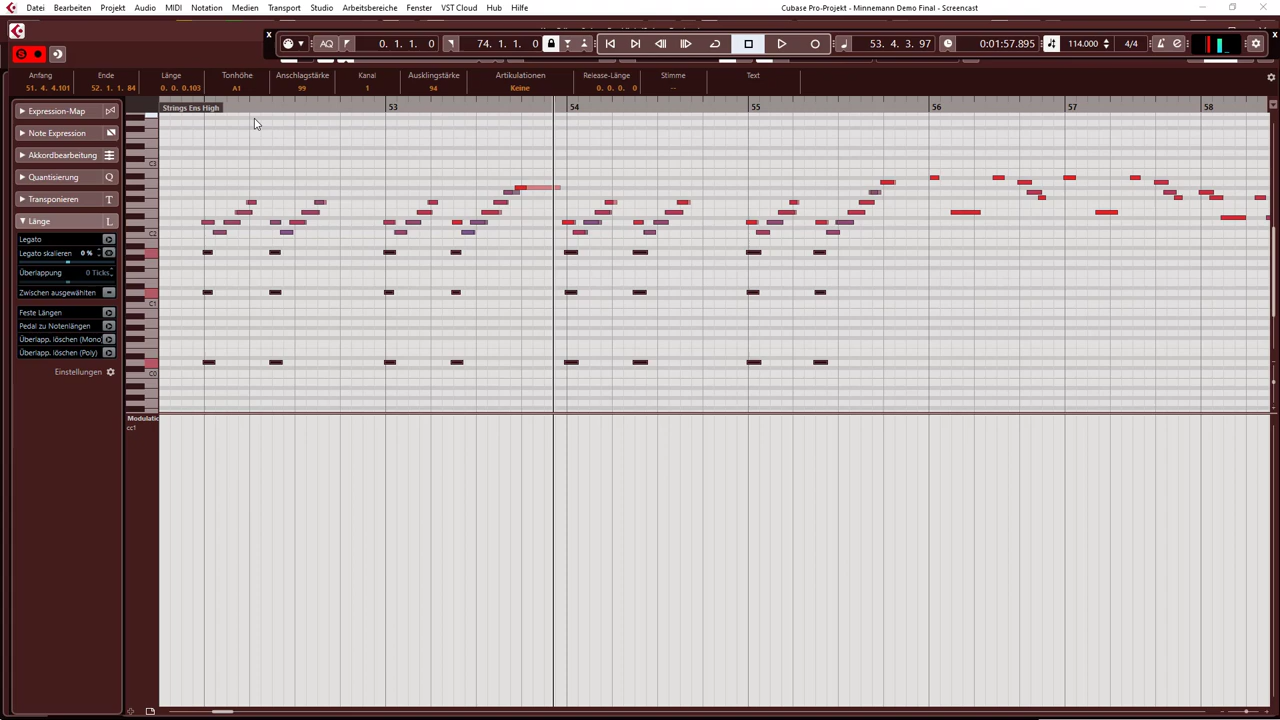 Datei Bearbeiten Projekt Audio MIDI Notation Medien Transport Studio Arbeitsbereiche Fenster VST Cloud Hub Hilfe Cubase Pro-Projekt - Minnemann Demo Final - Screencast
AQ 0. 1. 1. 0 74. 1. 1. 0 53. 4. 3. 97 0:01:57.895 114.000 4/4
Anfang Ende Länge Tonhöhe Anschlagstärke Kanal Ausklingstärke Artikulationen Release-Länge Stimme Text
51. 4. 4.101 52. 1. 1. 84 0. 0. 0.103 A1 99 1 94 Keine 0. 0. 0. 0 --
Strings Ens High 53 54 55 56 57 58
Expression-Map
Note Expression
Akkordbearbeitung
Quantisierung Q
Transponieren T
Länge L
Legato
Legato skalieren 0 %
Überlappung 0 Ticks
Zwischen ausgewählten
Feste Längen
Pedal zu Notenlängen
Überlapp. löschen (Mono
Überlapp. löschen (Poly)
Einstellungen
C3
C2
C1
C0
Modulatic
cc1